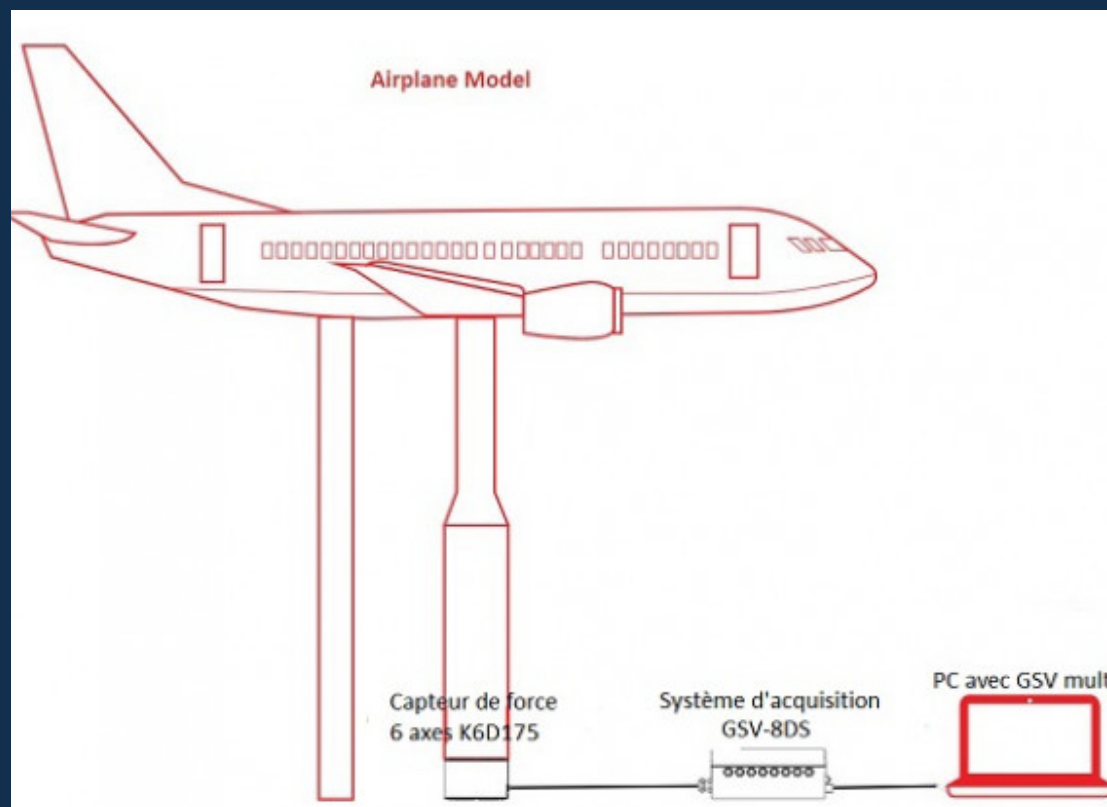 Airplane Model
Capteur de force
6 axes K6D175
Système d'acquisition
GSV-8DS
PC avec GSV mult